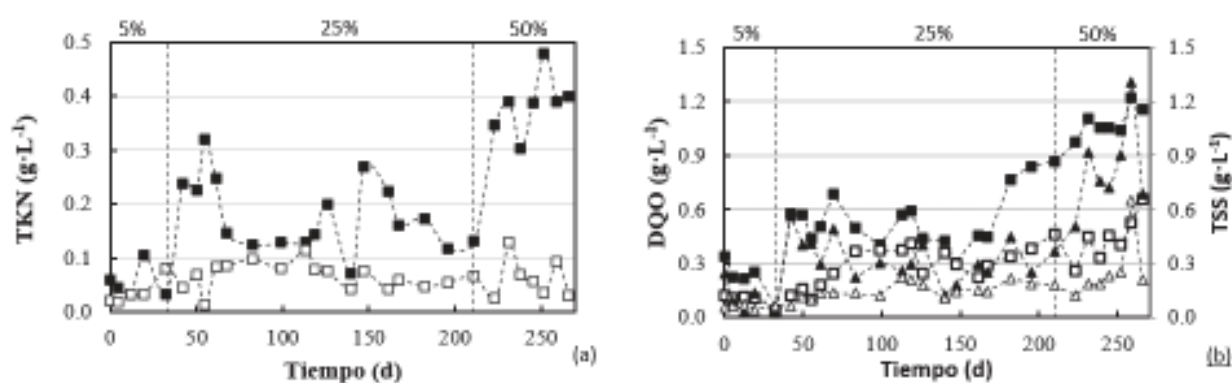 5% 25% 50%
0.5
0.4
0.3
0.2
0.1
0.0
TKN (g·L⁻¹)
0 50 100 150 200 250
Tiempo (d)
(a)
5% 25% 50%
1.5 1.5
1.2 1.2
0.9 0.9
0.6 0.6
0.3 0.3
0.0 0.0
DQO (g·L⁻¹)
TSS (g·L⁻¹)
0 50 100 150 200 250
Tiempo (d)
(b)